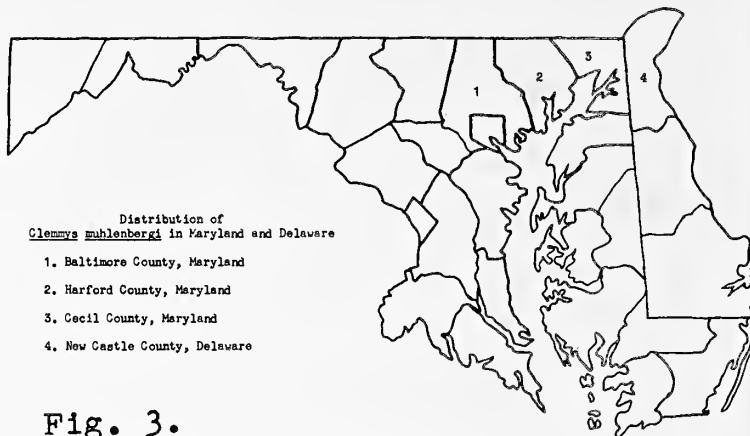 1
2
3
4
Distribution of
Clemmys muhlenbergi in Maryland and Delaware
1. Baltimore County, Maryland
2. Harford County, Maryland
3. Cecil County, Maryland
4. New Castle County, Delaware
Fig. 3.